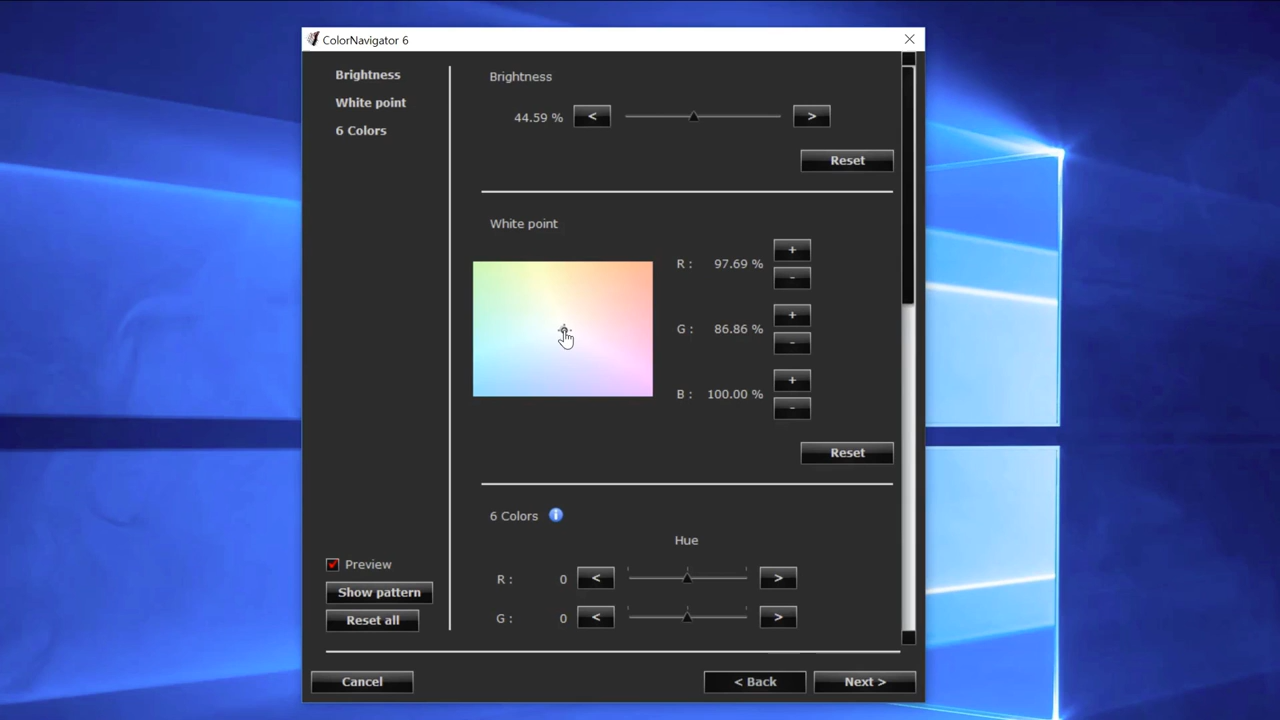 ColorNavigator 6
Brightness
White point
6 Colors
Brightness
44.59 % < >
Reset
White point
R : 97.69 % + -
G : 86.86 % + -
B : 100.00 % + -
Reset
6 Colors i
Hue
R : 0 < >
G : 0 < >
Preview
Show pattern
Reset all
Cancel
< Back
Next >